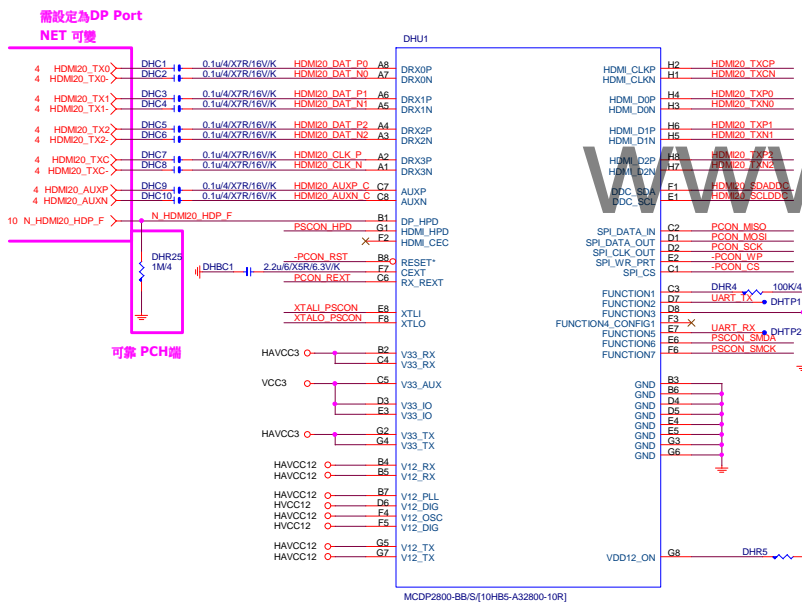 需設定為DP Port
NET 可變
DHU1
4 HDMI20_TX0 DHC1 0.1u/4/X7R/16V/K HDMI20_DAT_P0 A8 DRX0P
4 HDMI20_TX0- DHC2 0.1u/4/X7R/16V/K HDMI20_DAT_N0 A7 DRX0N
4 HDMI20_TX1 DHC3 0.1u/4/X7R/16V/K HDMI20_DAT_P1 A6 DRX1P
4 HDMI20_TX1- DHC4 0.1u/4/X7R/16V/K HDMI20_DAT_N1 A5 DRX1N
4 HDMI20_TX2 DHC5 0.1u/4/X7R/16V/K HDMI20_DAT_P2 A4 DRX2P
4 HDMI20_TX2- DHC6 0.1u/4/X7R/16V/K HDMI20_DAT_N2 A3 DRX2N
4 HDMI20_TXC DHC7 0.1u/4/X7R/16V/K HDMI20_CLK_P A2 DRX3P
4 HDMI20_TXC- DHC8 0.1u/4/X7R/16V/K HDMI20_CLK_N A1 DRX3N
4 HDMI20_AUXP DHC9 0.1u/4/X7R/16V/K HDMI20_AUXP_C C7 AUXP
4 HDMI20_AUXN DHC10 0.1u/4/X7R/16V/K HDMI20_AUXN_C C8 AUXN
10 N_HDMI20_HDP_F N_HDMI20_HDP_F B1 DP_HPD
PSCON_HPD G1 HDMI_HPD
F2 HDMI_CEC
-PCON_RST B8 RESET*
DHBC1 2.2u/6/X5R/6.3V/K F7 CEXT
PCON_REXT C6 RX_REXT
DHR25
1M/4
可靠 PCH端
XTALI_PSCON E8 XTLI
XTALO_PSCON F8 XTLO
HAVCC3 B2 V33_RX
C4 V33_RX
VCC3 C5 V33_AUX
D3 V33_IO
E3 V33_IO
HAVCC3 G2 V33_TX
G4 V33_TX
HAVCC12 B4 V12_RX
HAVCC12 B5 V12_RX
HAVCC12 B7 V12_PLL
HVCC12 D6 V12_DIG
HAVCC12 F4 V12_OSC
HVCC12 F5 V12_DIG
HAVCC12 G5 V12_TX
HAVCC12 G7 V12_TX
HDMI_CLKP H2 HDMI20_TXCP
HDMI_CLKN H1 HDMI20_TXCN
HDMI_D0P H4 HDMI20_TXP0
HDMI_D0N H3 HDMI20_TXN0
HDMI_D1P H6 HDMI20_TXP1
HDMI_D1N H5 HDMI20_TXN1
HDMI_D2P H8 HDMI20_TXP2
HDMI_D2N H7 HDMI20_TXN2
DDC_SDA F1 HDMI20_SDADDC
DDC_SCL E1 HDMI20_SCLDDC
SPI_DATA_IN C2 PCON_MISO
SPI_DATA_OUT D1 PCON_MOSI
SPI_CLK_OUT D2 PCON_SCK
SPI_WR_PRT E2 -PCON_WP
SPI_CS C1 -PCON_CS
FUNCTION1 C3 DHR4 100K/4
FUNCTION2 D7 UART_TX DHTP1
FUNCTION3 D8
FUNCTION4_CONFIG1 F3
FUNCTION5 E7 UART_RX DHTP2
FUNCTION6 E6 PSCON_SMDA
FUNCTION7 F6 PSCON_SMCK
GND B3
GND B6
GND D4
GND D5
GND E4
GND E5
GND G3
GND G6
VDD12_ON G8 DHR5
MCDP2800-BB/S/[10HB5-A32800-10R]
WWW